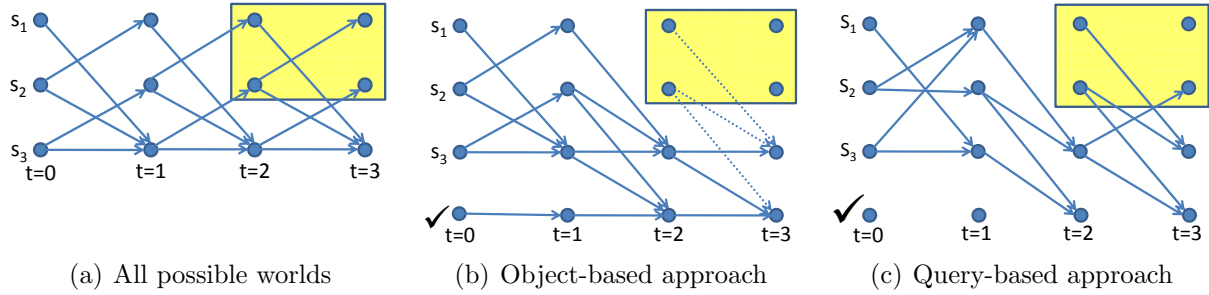 s1
s2
s3
t=0 t=1 t=2 t=3
(a) All possible worlds
s1
s2
s3
✓
t=0 t=1 t=2 t=3
(b) Object-based approach
s1
s2
s3
✓
t=0 t=1 t=2 t=3
(c) Query-based approach